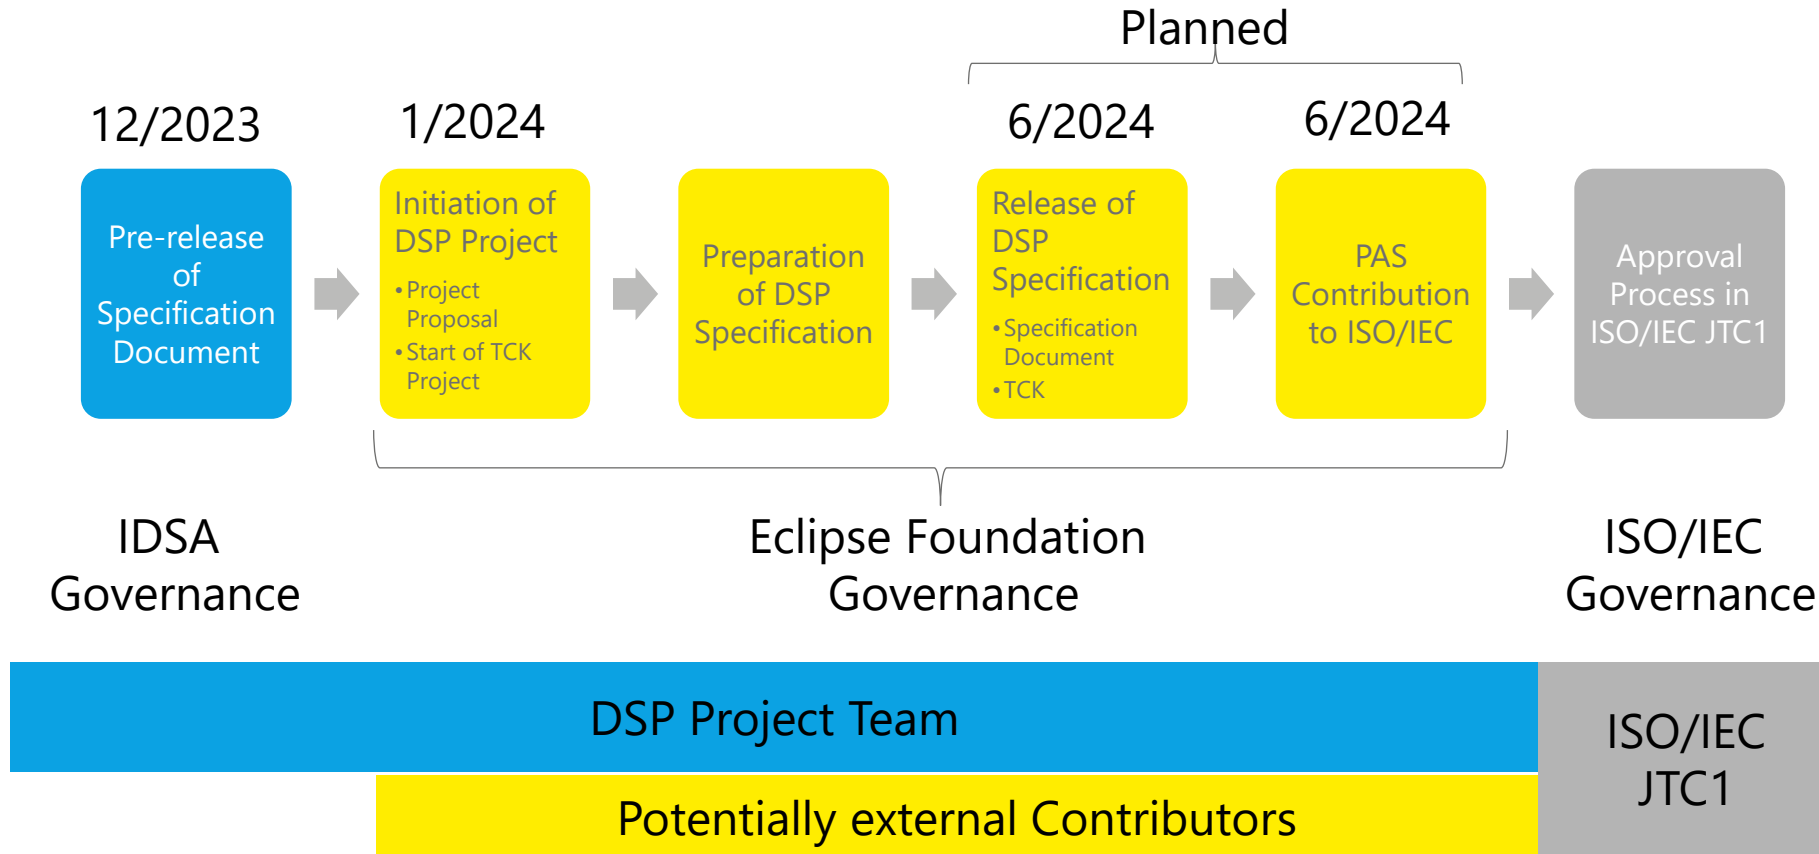 Planned
12/2023
1/2024
6/2024
6/2024
Pre-release
of
Specification
Document
Initiation of
DSP Project
• Project
Proposal
• Start of TCK
Project
Preparation
of DSP
Specification
Release of
DSP
Specification
• Specification
Document
• TCK
PAS
Contribution
to ISO/IEC
Approval
Process in
ISO/IEC JTC1
IDSA
Governance
Eclipse Foundation
Governance
ISO/IEC
Governance
DSP Project Team
Potentially external Contributors
ISO/IEC
JTC1